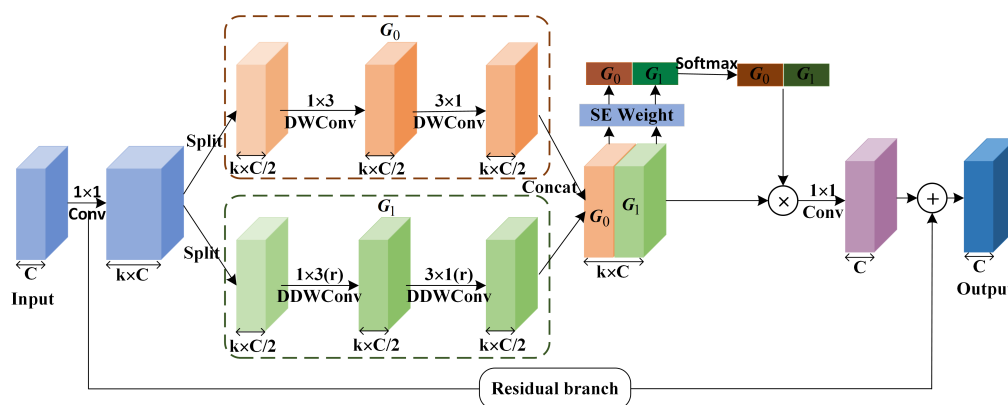 G0
1×3
DWConv
3×1
DWConv
k×C/2
k×C/2
k×C/2
Split
1×1
Conv
C
Input
k×C
Split
G1
1×3(r)
DDWConv
3×1(r)
DDWConv
k×C/2
k×C/2
k×C/2
Concat
G0 G1
k×C
SE Weight
G0 G1
Softmax
G0 G1
×
1×1
Conv
C
+
C
Output
Residual branch